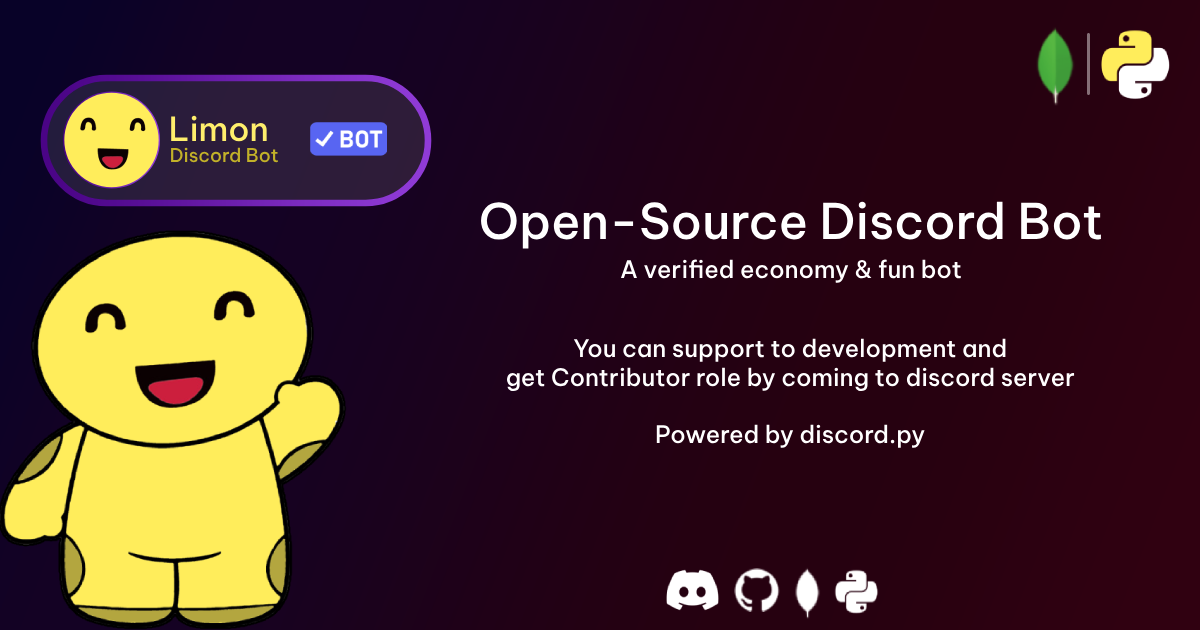 Limon
Discord Bot
BOT
Open-Source Discord Bot
A verified economy & fun bot
You can support to development and
get Contributor role by coming to discord server
Powered by discord.py